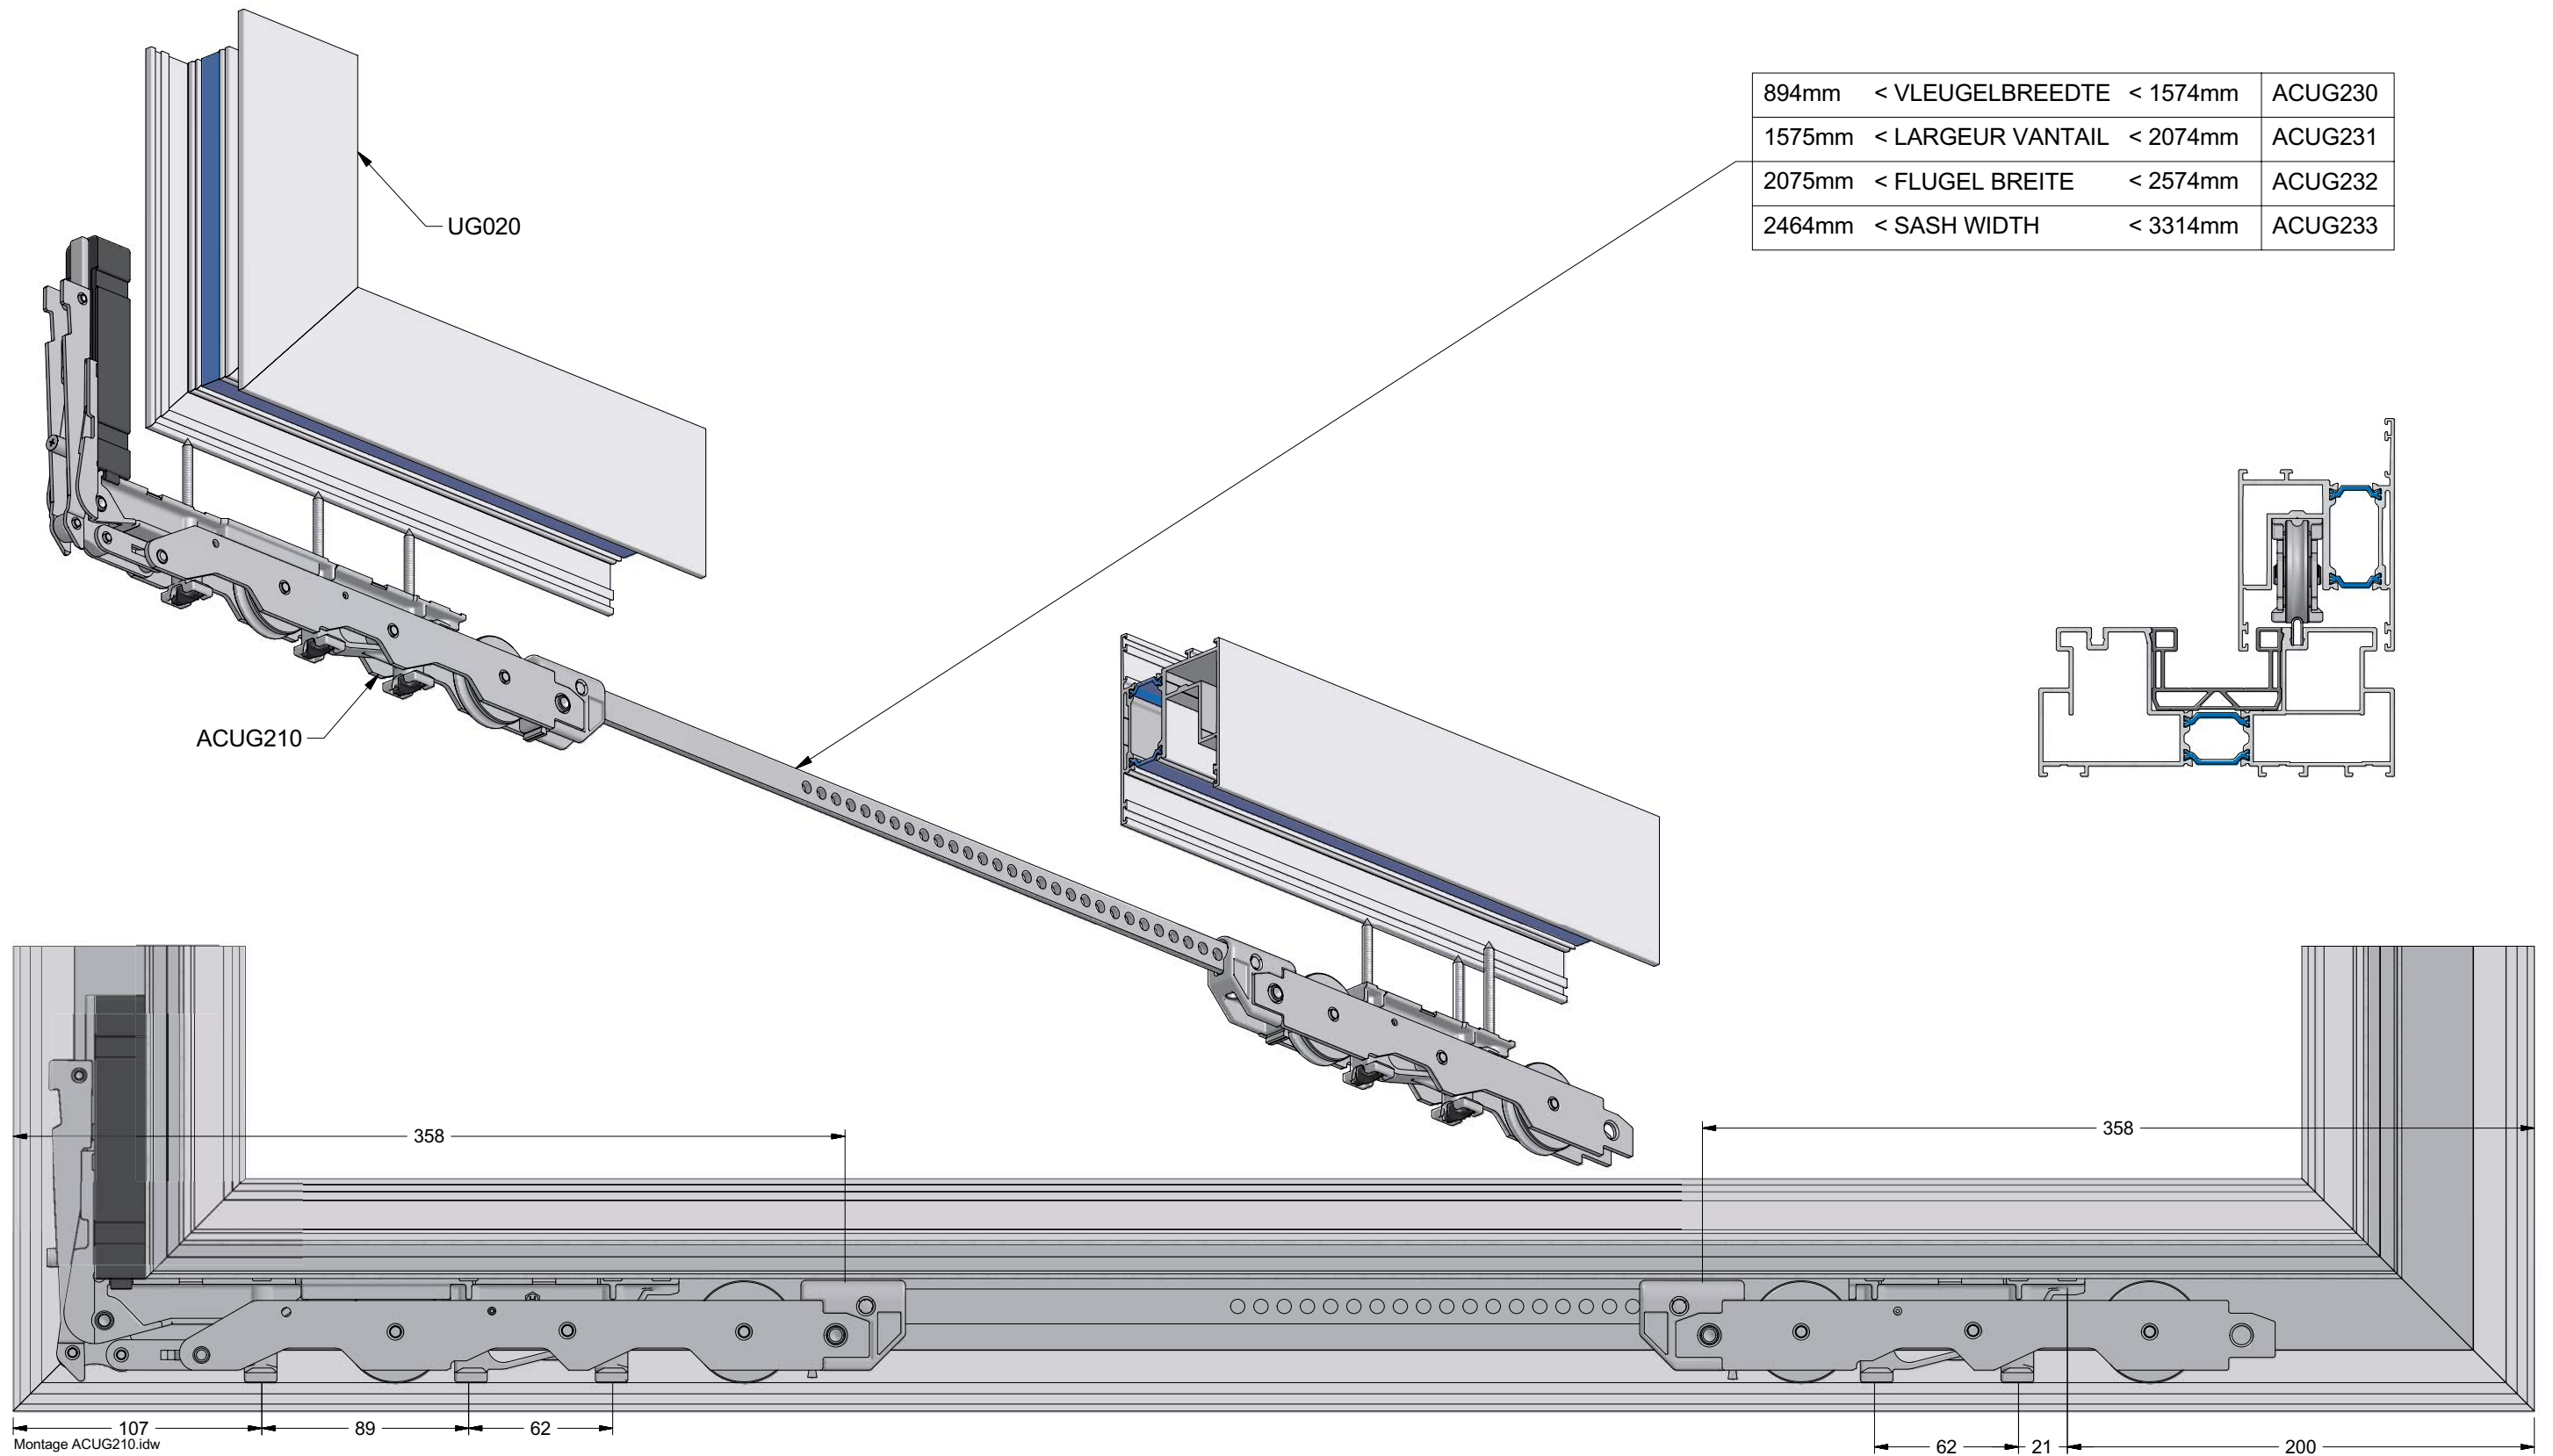 894mm < VLEUGELBREEDTE < 1574mm ACUG230
1575mm < LARGEUR VANTAIL < 2074mm ACUG231
2075mm < FLUGEL BREITE < 2574mm ACUG232
2464mm < SASH WIDTH < 3314mm ACUG233
UG020
ACUG210
358
358
107
89
62
62
21
200
Montage ACUG210.idw